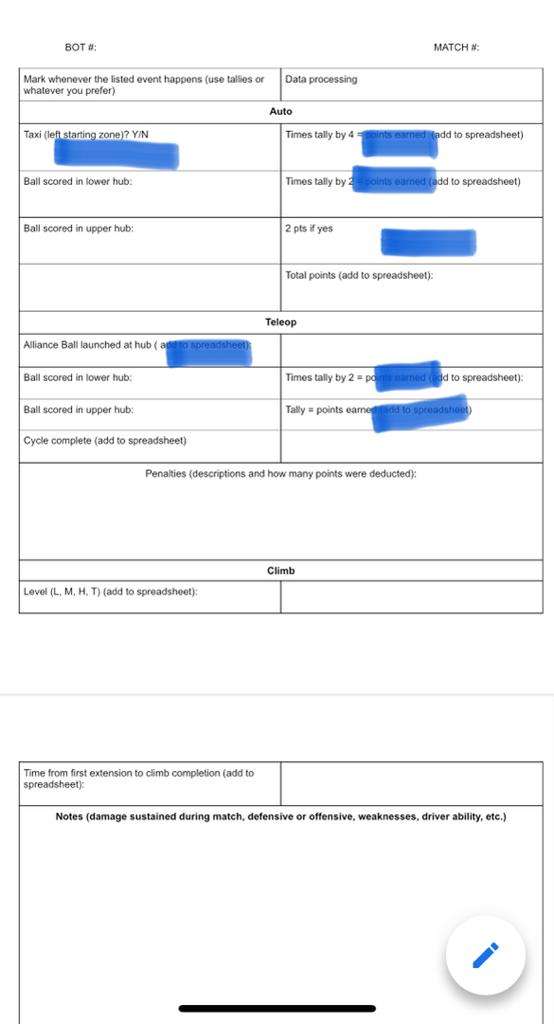 BOT #: MATCH #:
Mark whenever the listed event happens (use tallies or
whatever you prefer)
Data processing
Auto
Taxi (left starting zone)? Y/N
Times tally by 4 = points earned (add to spreadsheet)
Ball scored in lower hub:
Times tally by 2 = points earned (add to spreadsheet)
Ball scored in upper hub:
2 pts if yes
Total points (add to spreadsheet):
Teleop
Alliance Ball launched at hub ( add to spreadsheet):
Ball scored in lower hub:
Times tally by 2 = points earned (add to spreadsheet):
Ball scored in upper hub:
Tally = points earned (add to spreadsheet)
Cycle complete (add to spreadsheet)
Penalties (descriptions and how many points were deducted):
Climb
Level (L, M, H, T) (add to spreadsheet):
Time from first extension to climb completion (add to
spreadsheet):
Notes (damage sustained during match, defensive or offensive, weaknesses, driver ability, etc.)